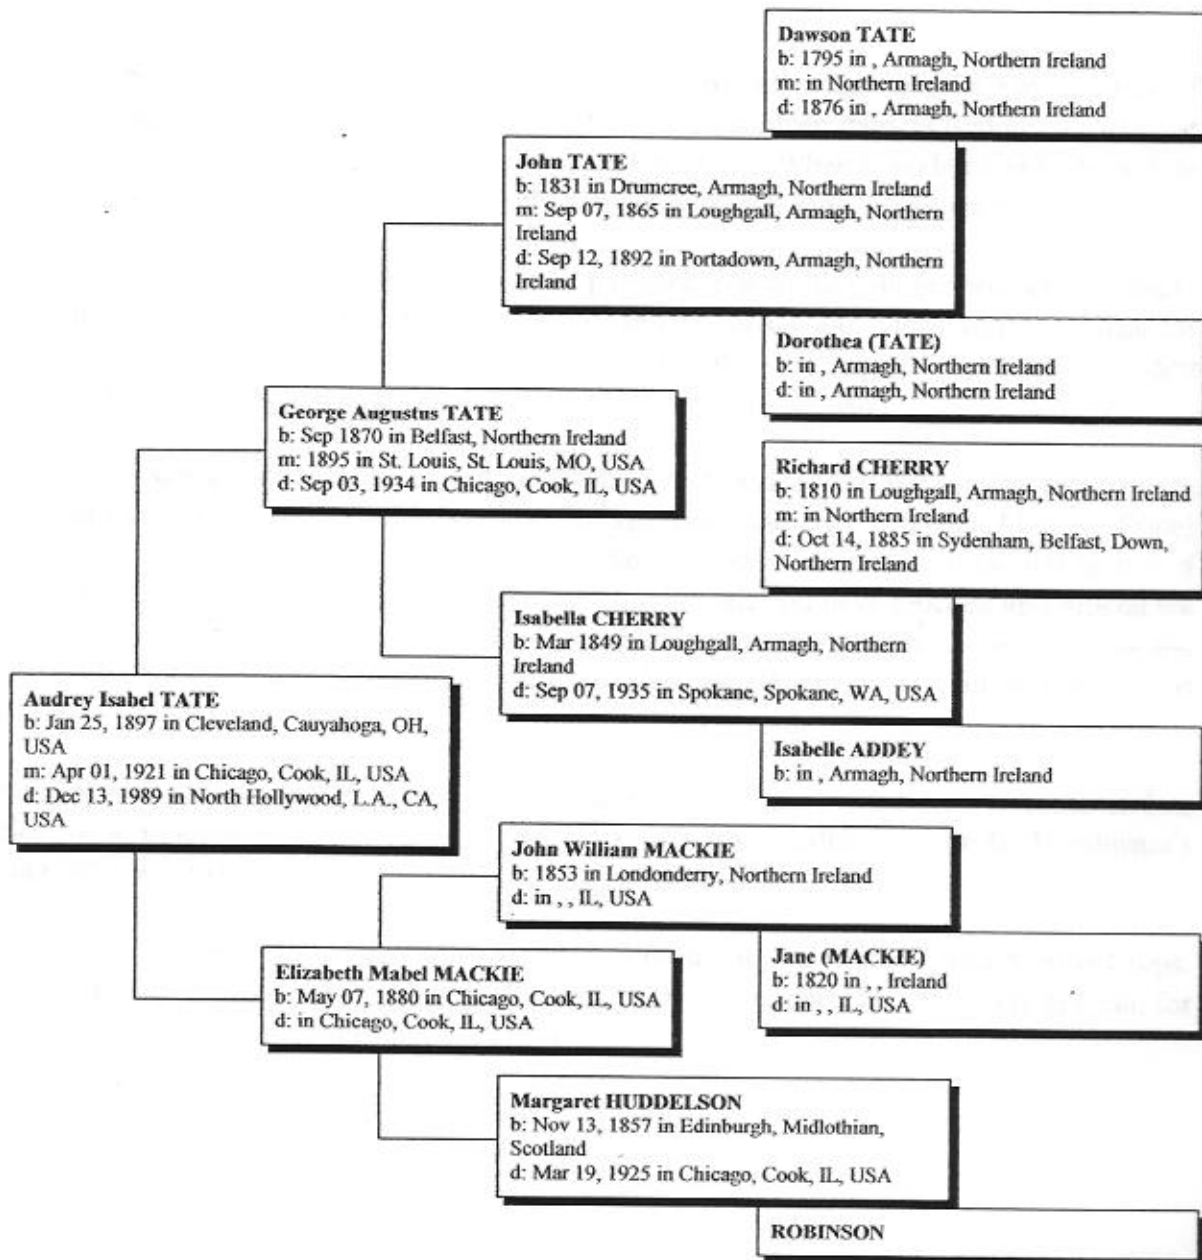 Dawson TATE
b: 1795 in , Armagh, Northern Ireland
m: in Northern Ireland
d: 1876 in , Armagh, Northern Ireland
John TATE
b: 1831 in Drumcree, Armagh, Northern Ireland
m: Sep 07, 1865 in Loughgall, Armagh, Northern
Ireland
d: Sep 12, 1892 in Portadown, Armagh, Northern
Ireland
Dorothea (TATE)
b: in , Armagh, Northern Ireland
d: in , Armagh, Northern Ireland
George Augustus TATE
b: Sep 1870 in Belfast, Northern Ireland
m: 1895 in St. Louis, St. Louis, MO, USA
d: Sep 03, 1934 in Chicago, Cook, IL, USA
Richard CHERRY
b: 1810 in Loughgall, Armagh, Northern Ireland
m: in Northern Ireland
d: Oct 14, 1885 in Sydenham, Belfast, Down,
Northern Ireland
Isabella CHERRY
b: Mar 1849 in Loughgall, Armagh, Northern
Ireland
d: Sep 07, 1935 in Spokane, Spokane, WA, USA
Audrey Isabel TATE
b: Jan 25, 1897 in Cleveland, Cauyahoga, OH,
USA
m: Apr 01, 1921 in Chicago, Cook, IL, USA
d: Dec 13, 1989 in North Hollywood, L.A., CA,
USA
Isabelle ADDEY
b: in , Armagh, Northern Ireland
John William MACKIE
b: 1853 in Londonderry, Northern Ireland
d: in , , IL, USA
Elizabeth Mabel MACKIE
b: May 07, 1880 in Chicago, Cook, IL, USA
d: in Chicago, Cook, IL, USA
Jane (MACKIE)
b: 1820 in , , Ireland
d: in , , IL, USA
Margaret HUDDELSON
b: Nov 13, 1857 in Edinburgh, Midlothian,
Scotland
d: Mar 19, 1925 in Chicago, Cook, IL, USA
ROBINSON